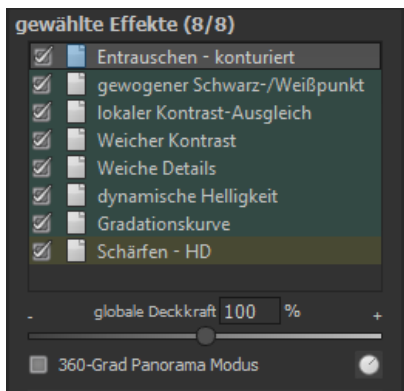 gewählte Effekte (8/8)
Entrauschen - konturiert
gewogener Schwarz-/Weißpunkt
lokaler Kontrast-Ausgleich
Weicher Kontrast
Weiche Details
dynamische Helligkeit
Gradationskurve
Schärfen - HD
- globale Deckkraft 100 % +
360-Grad Panorama Modus